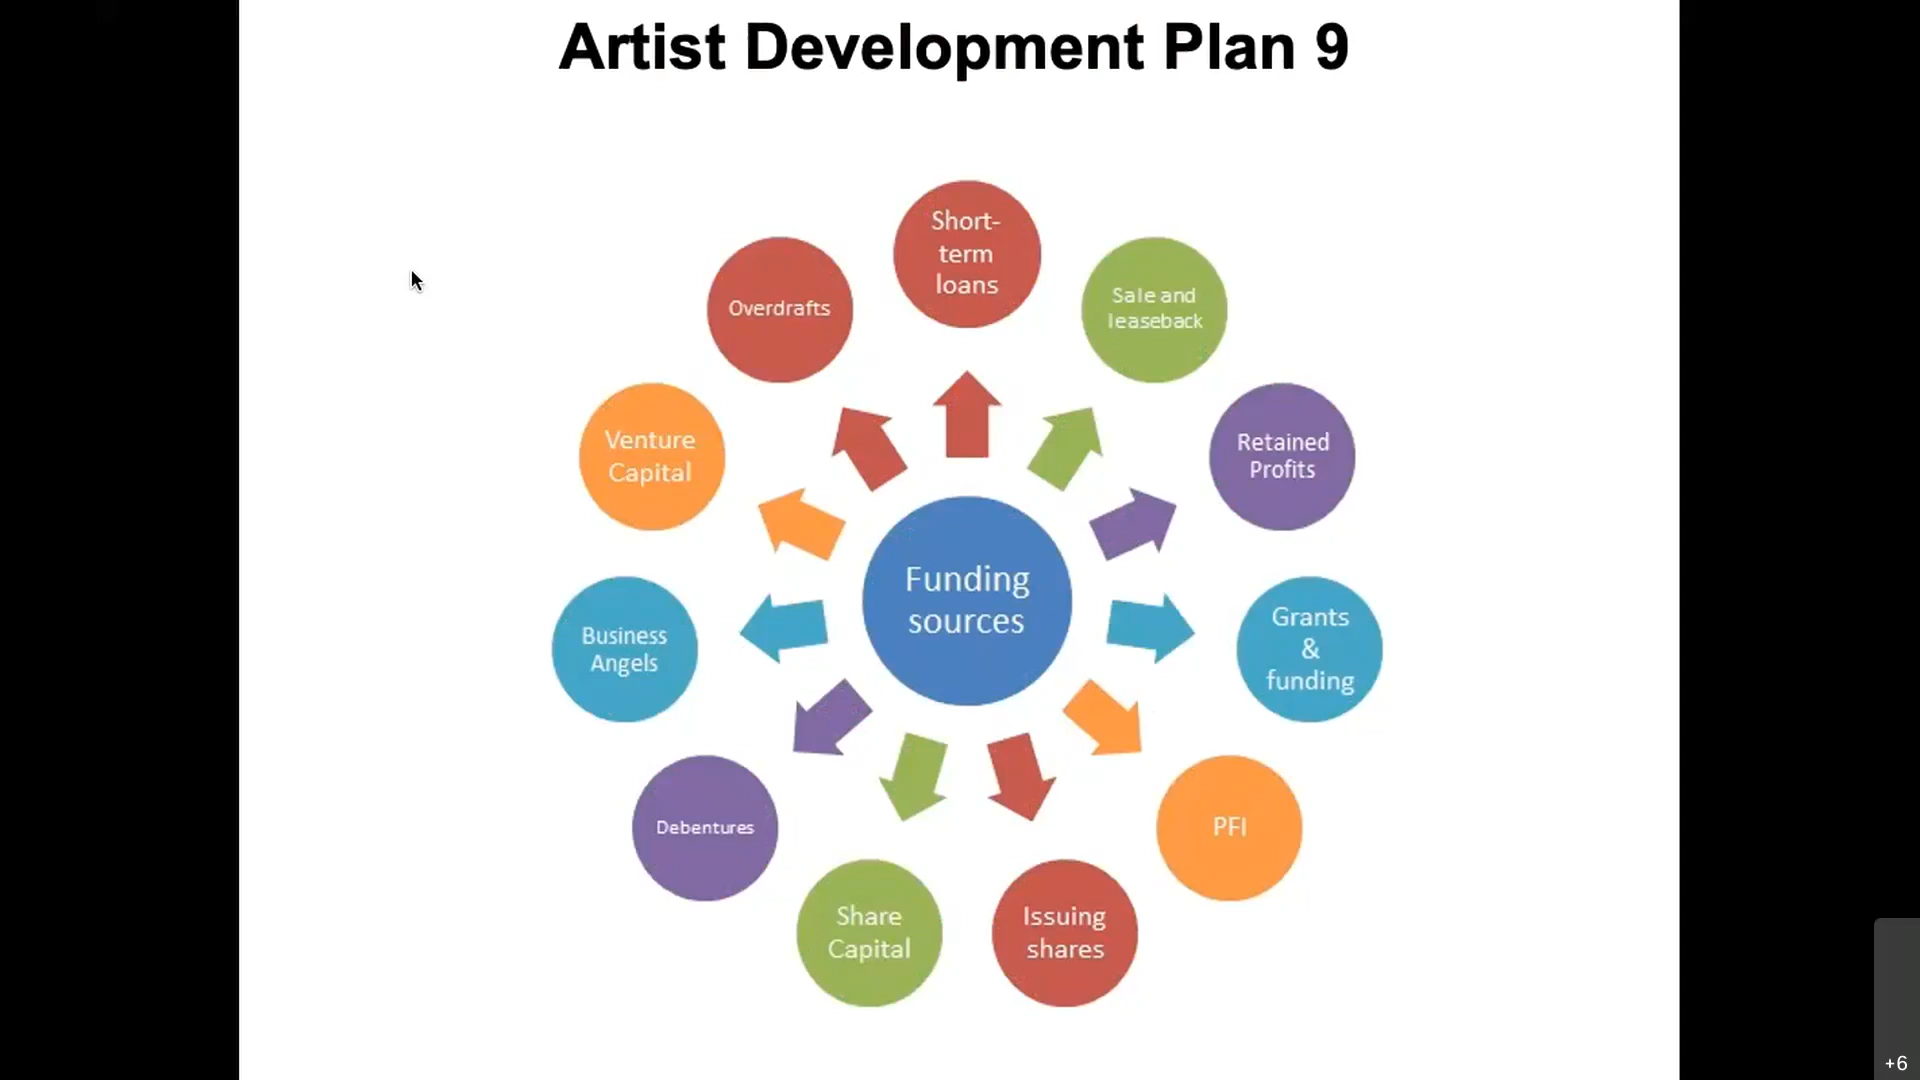 Artist Development Plan 9
Short-
term
loans
Overdrafts
Sale and
leaseback
Venture
Capital
Retained
Profits
Funding
sources
Business
Angels
Grants
&
funding
Debentures
PFI
Share
Capital
Issuing
shares
+6